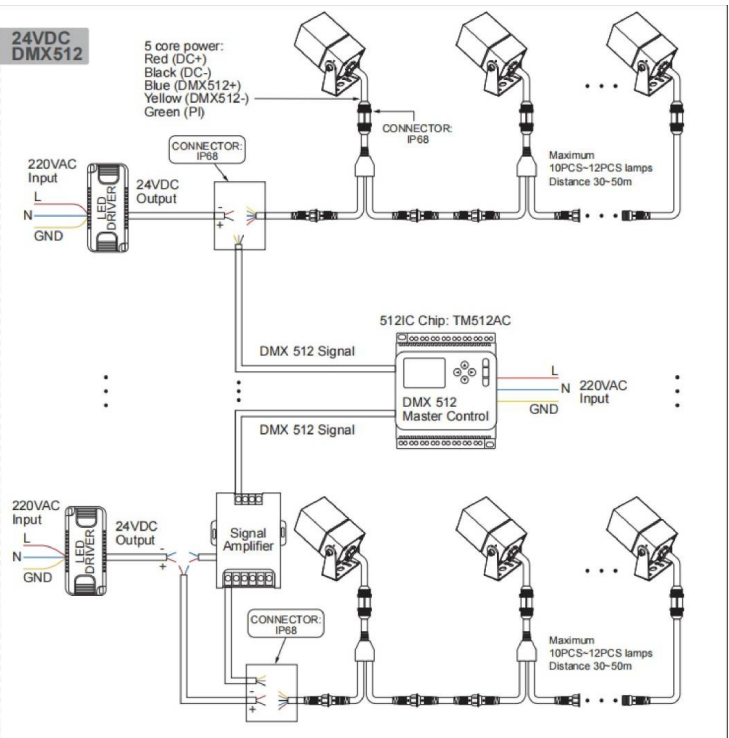 24VDC
DMX512
5 core power:
Red (DC+)
Black (DC-)
Blue (DMX512+)
Yellow (DMX512-)
Green (PI)
CONNECTOR:
IP68
CONNECTOR:
IP68
Maximum
10PCS~12PCS lamps
Distance 30~50m
220VAC
Input
L
N
GND
LED
DRIVER
24VDC
Output
-
+
512IC Chip: TM512AC
DMX 512 Signal
DMX 512
Master Control
L
N
GND
220VAC
Input
DMX 512 Signal
220VAC
Input
L
N
GND
LED
DRIVER
24VDC
Output
-
+
Signal
Amplifier
CONNECTOR:
IP68
-
+
Maximum
10PCS~12PCS lamps
Distance 30~50m